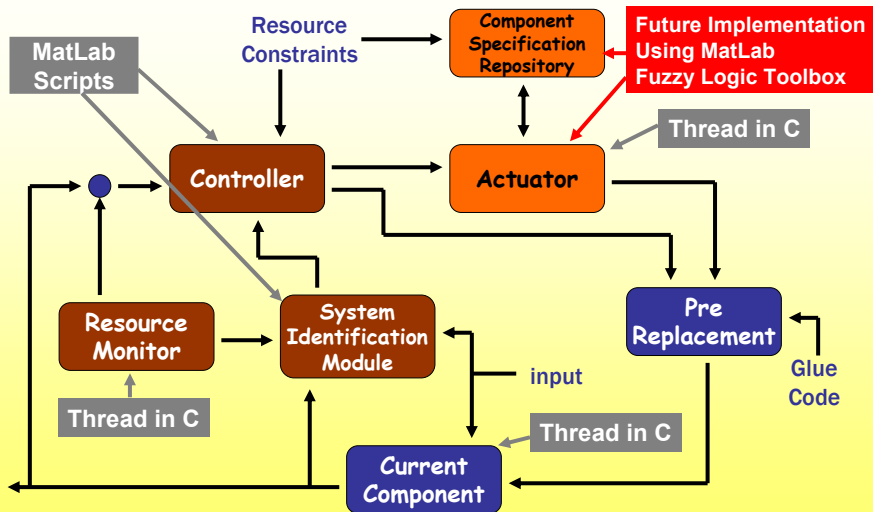 MatLab
Scripts
Resource
Constraints
Component
Specification
Repository
Future Implementation
Using MatLab
Fuzzy Logic Toolbox
Thread in C
Controller
Actuator
Resource
Monitor
System
Identification
Module
Pre
Replacement
input
Glue
Code
Thread in C
Thread in C
Current
Component